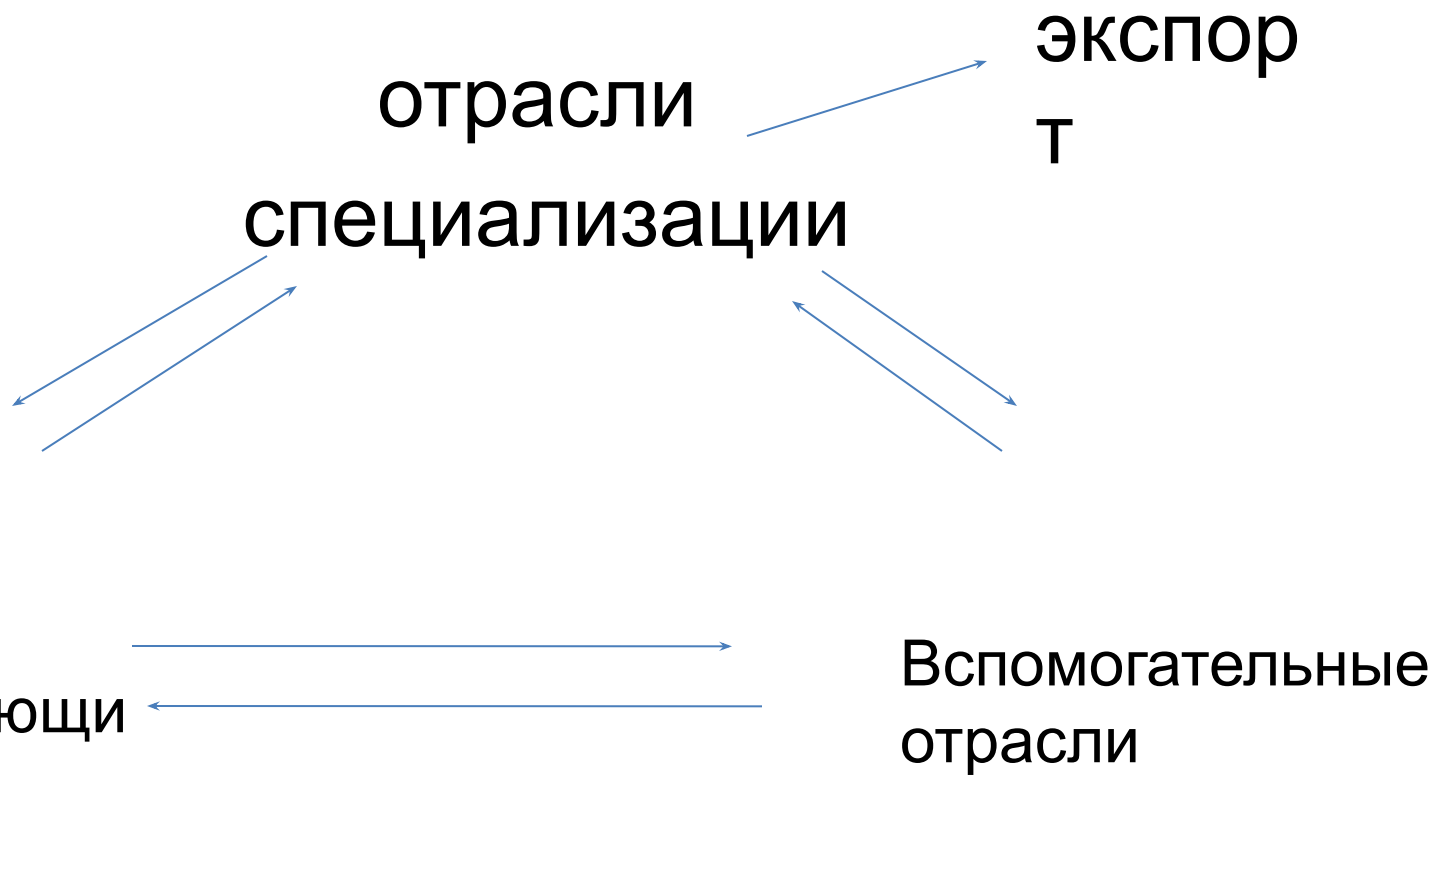 экспор
т
отрасли
специализации
Вспомогательные
отрасли
ющи